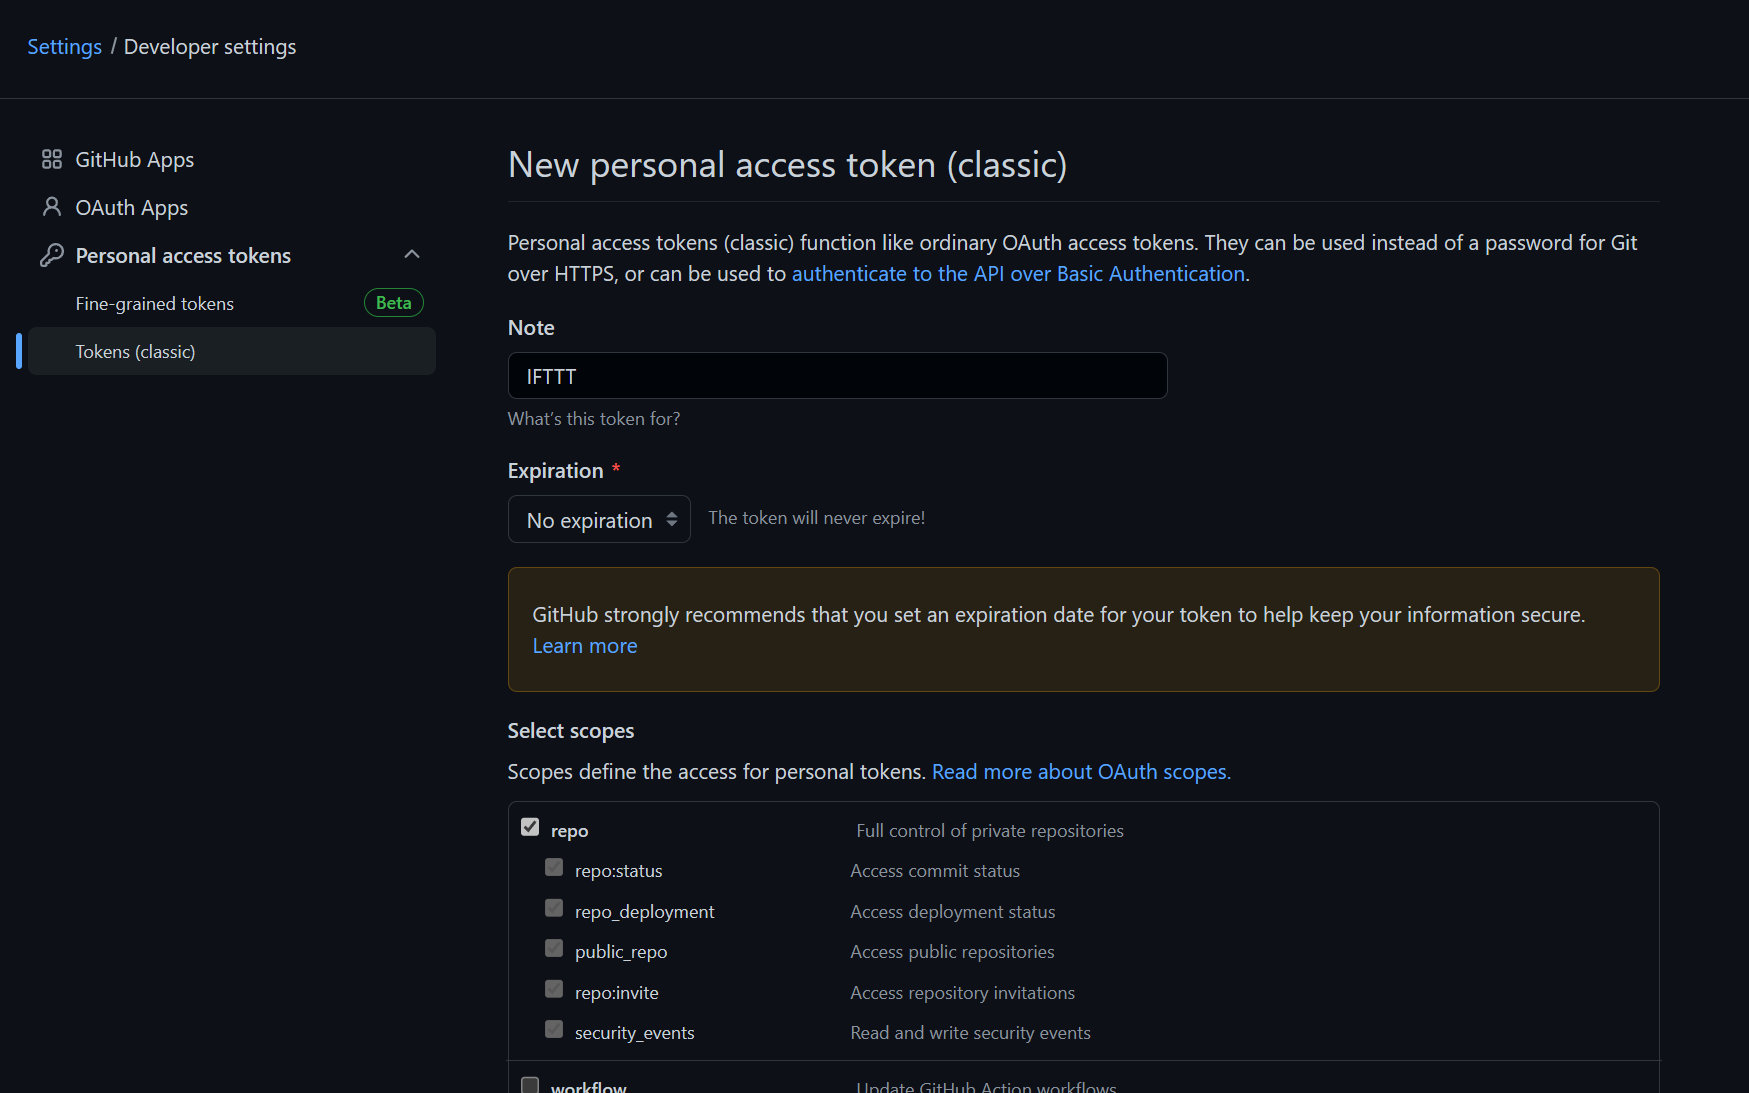 Settings / Developer settings
GitHub Apps
OAuth Apps
Personal access tokens
Fine-grained tokens Beta
Tokens (classic)
New personal access token (classic)
Personal access tokens (classic) function like ordinary OAuth access tokens. They can be used instead of a password for Git
over HTTPS, or can be used to authenticate to the API over Basic Authentication.
Note
IFTTT
What's this token for?
Expiration *
No expiration The token will never expire!
GitHub strongly recommends that you set an expiration date for your token to help keep your information secure.
Learn more
Select scopes
Scopes define the access for personal tokens. Read more about OAuth scopes.
repo Full control of private repositories
repo:status Access commit status
repo_deployment Access deployment status
public_repo Access public repositories
repo:invite Access repository invitations
security_events Read and write security events
workflow Update GitHub Action workflows